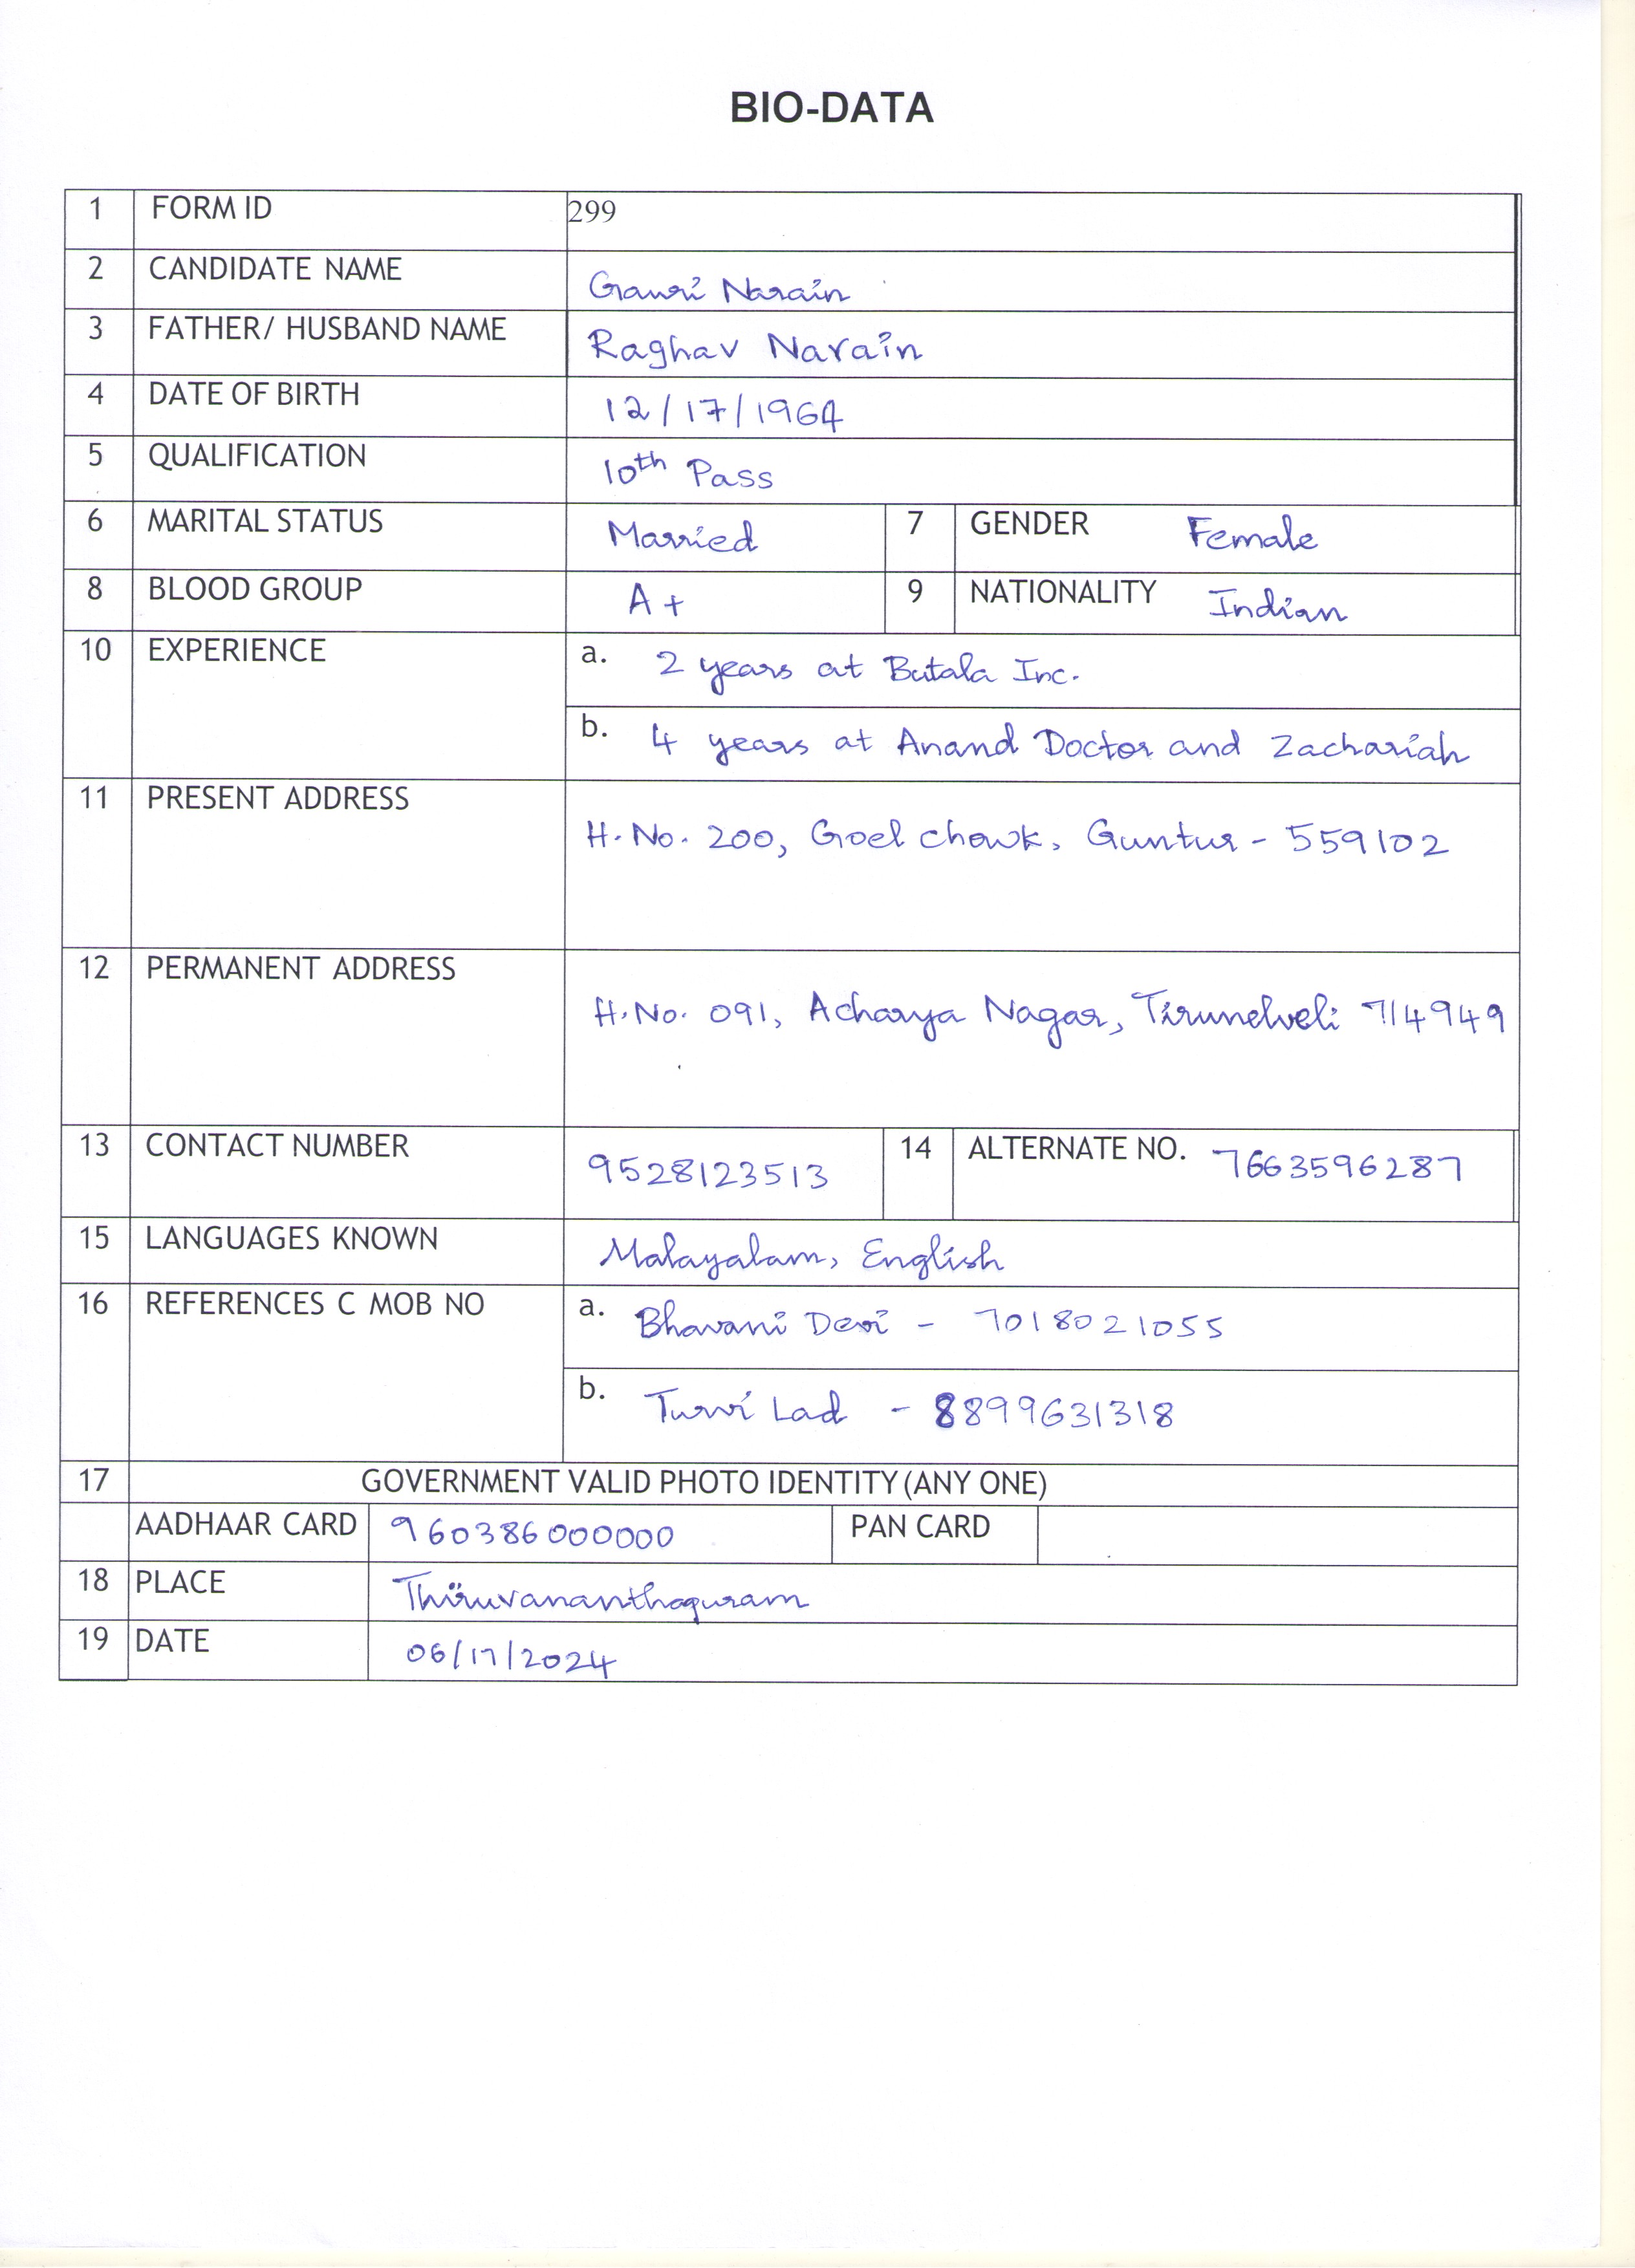 BIO-DATA
1 FORM ID 299
2 CANDIDATE NAME Gauri Narain
3 FATHER/ HUSBAND NAME Raghav Narain
4 DATE OF BIRTH 12/17/1964
5 QUALIFICATION 10th Pass
6 MARITAL STATUS Married 7 GENDER Female
8 BLOOD GROUP A+ 9 NATIONALITY Indian
10 EXPERIENCE a. 2 years at Butala Inc.
b. 4 years at Anand Doctor and Zachariah
11 PRESENT ADDRESS
H.No. 200, Goel chowk, Guntur - 559102
12 PERMANENT ADDRESS
H.No. 091, Acharya Nagar, Tirunelveli 714949
13 CONTACT NUMBER 9528123513 14 ALTERNATE NO. 7663596287
15 LANGUAGES KNOWN Malayalam, English
16 REFERENCES C MOB NO a. Bhavani Devi - 7018021055
b. Turvi Lad - 8899631318
17 GOVERNMENT VALID PHOTO IDENTITY (ANY ONE)
AADHAAR CARD 960386000000 PAN CARD
18 PLACE Thiruvananthapuram
19 DATE 06/17/2024